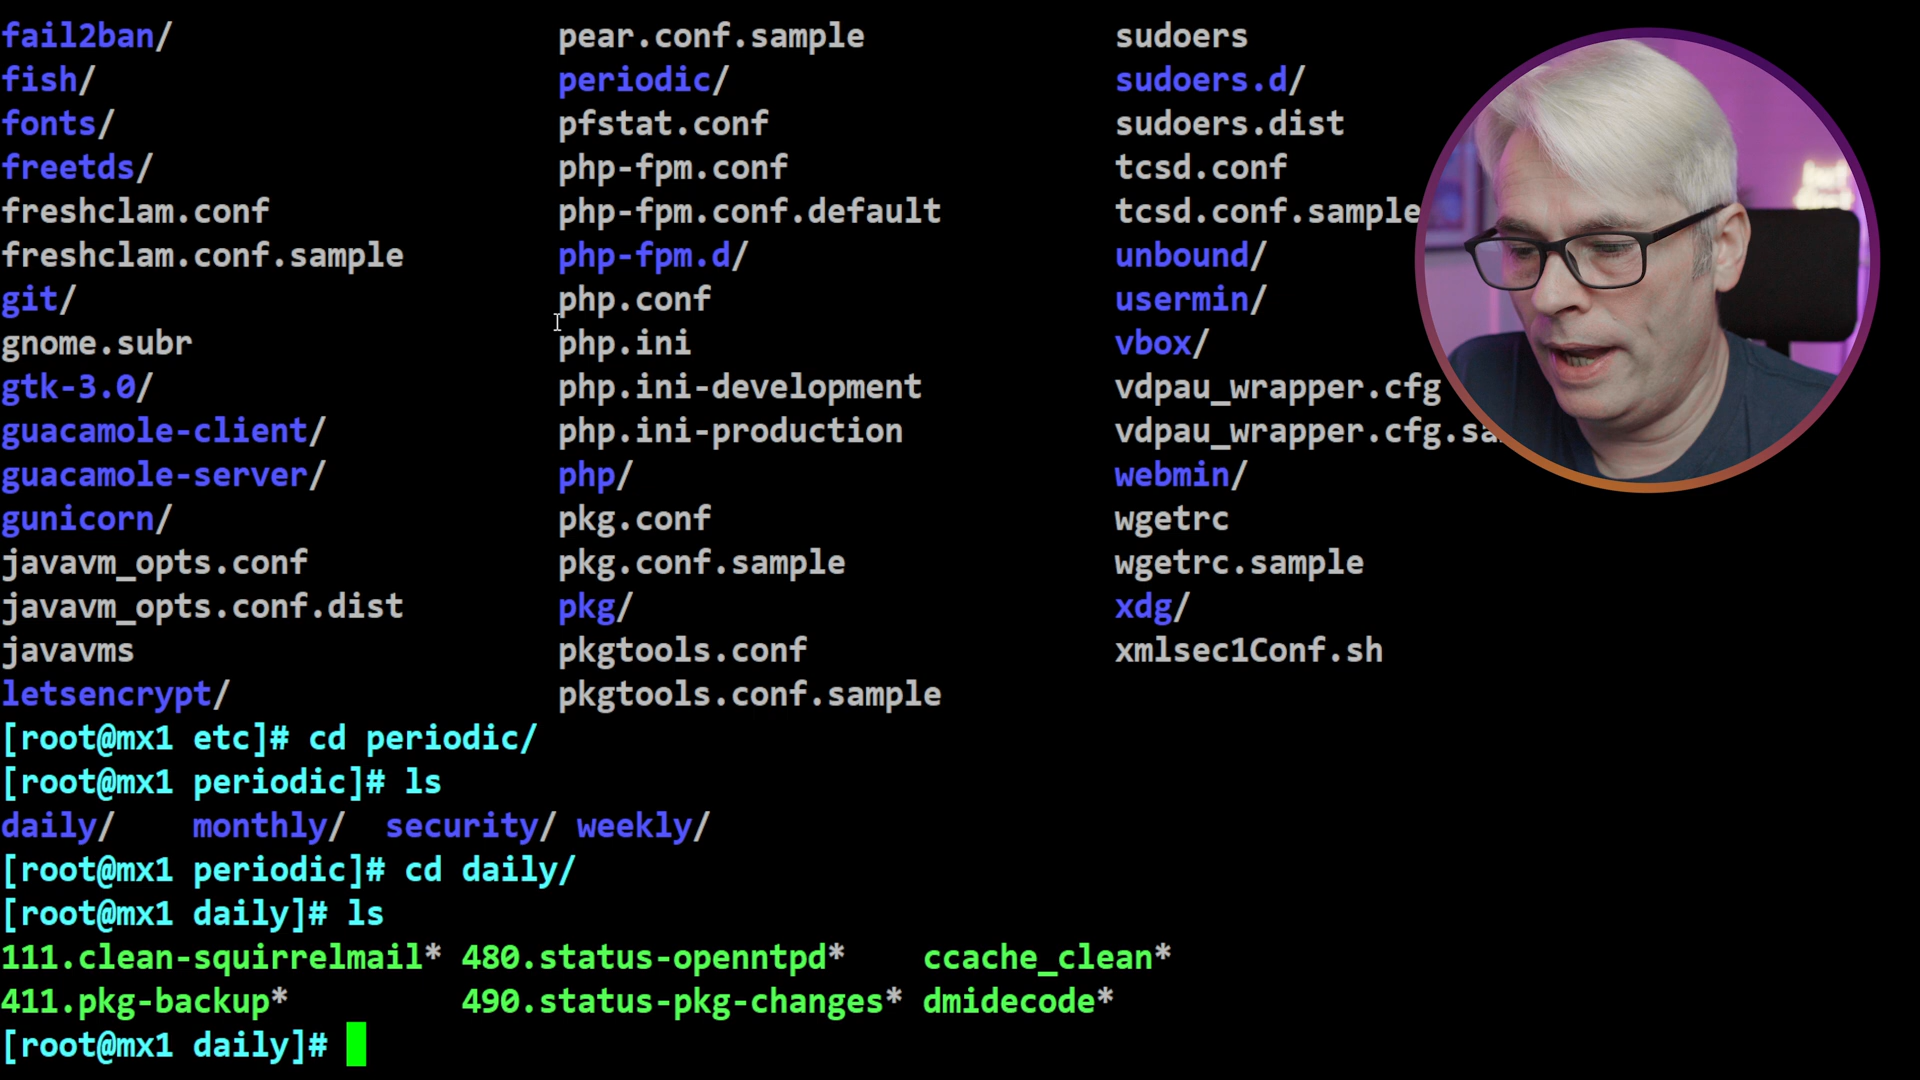 fail2ban/ pear.conf.sample sudoers
fish/ periodic/ sudoers.d/
fonts/ pfstat.conf sudoers.dist
freetds/ php-fpm.conf tcsd.conf
freshclam.conf php-fpm.conf.default tcsd.conf.sample
freshclam.conf.sample php-fpm.d/ unbound/
git/ php.conf usermin/
gnome.subr php.ini vbox/
gtk-3.0/ php.ini-development vdpau_wrapper.cfg
guacamole-client/ php.ini-production vdpau_wrapper.cfg.sa
guacamole-server/ php/ webmin/
gunicorn/ pkg.conf wgetrc
javavm_opts.conf pkg.conf.sample wgetrc.sample
javavm_opts.conf.dist pkg/ xdg/
javavms pkgtools.conf xmlsec1Conf.sh
letsencrypt/ pkgtools.conf.sample
[root@mx1 etc]# cd periodic/
[root@mx1 periodic]# ls
daily/ monthly/ security/ weekly/
[root@mx1 periodic]# cd daily/
[root@mx1 daily]# ls
111.clean-squirrelmail* 480.status-openntpd* ccache_clean*
411.pkg-backup* 490.status-pkg-changes* dmidecode*
[root@mx1 daily]#